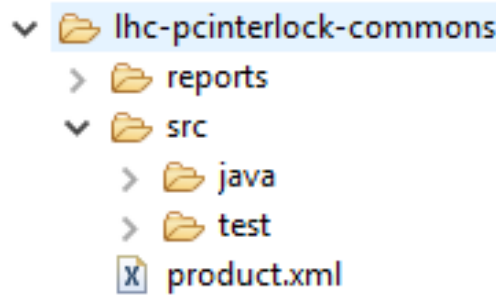 lhc-pcinterlock-commons
reports
src
java
test
product.xml